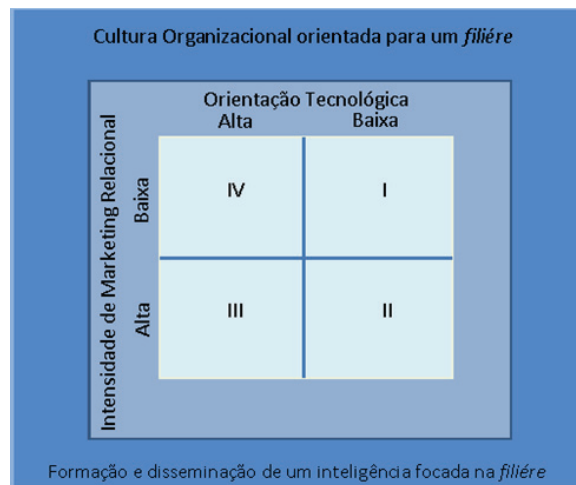 Cultura Organizacional orientada para um filiére
Orientação Tecnológica
Alta Baixa
Intensidade de Marketing Relacional
Baixa
IV I
Alta
III II
Formação e disseminação de um inteligência focada na filiére